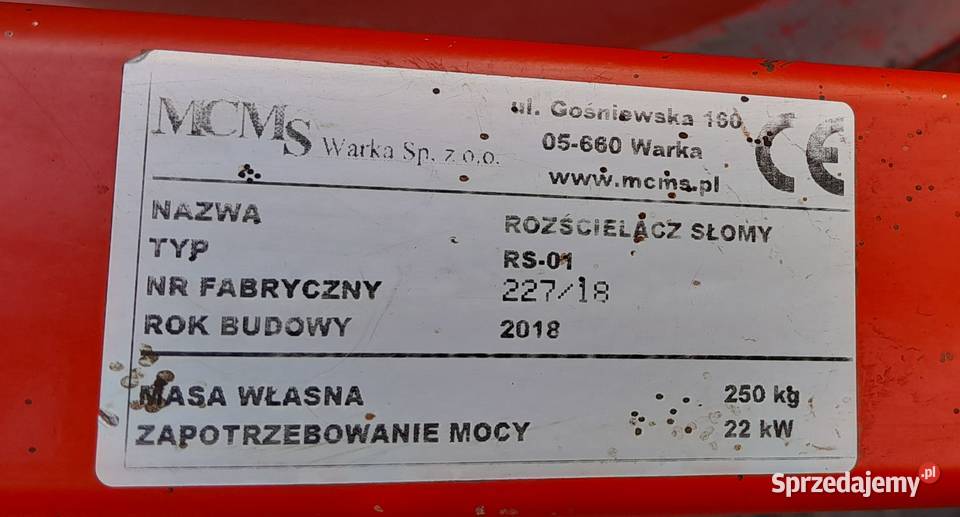 MCMS Warka Sp. z o.o.
ul. Gośniewska 160
05-660 Warka
www.mcms.pl
CE
NAZWA ROZŚCIELACZ SŁOMY
TYP RS-01
NR FABRYCZNY 227/18
ROK BUDOWY 2018
MASA WŁASNA 250 kg
ZAPOTRZEBOWANIE MOCY 22 kW
Sprzedajemy.pl